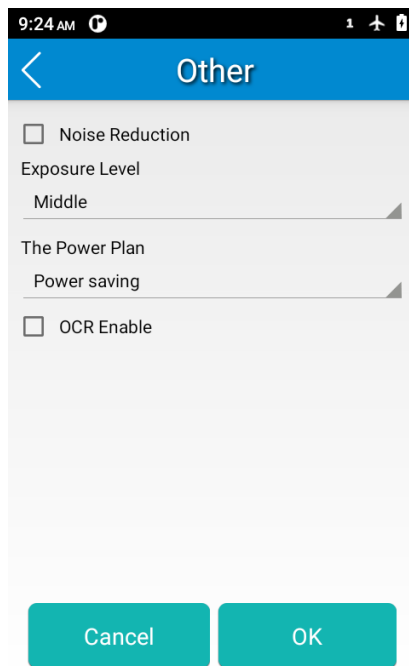 9:24 AM 1
Other
Noise Reduction
Exposure Level
Middle
The Power Plan
Power saving
OCR Enable
Cancel OK